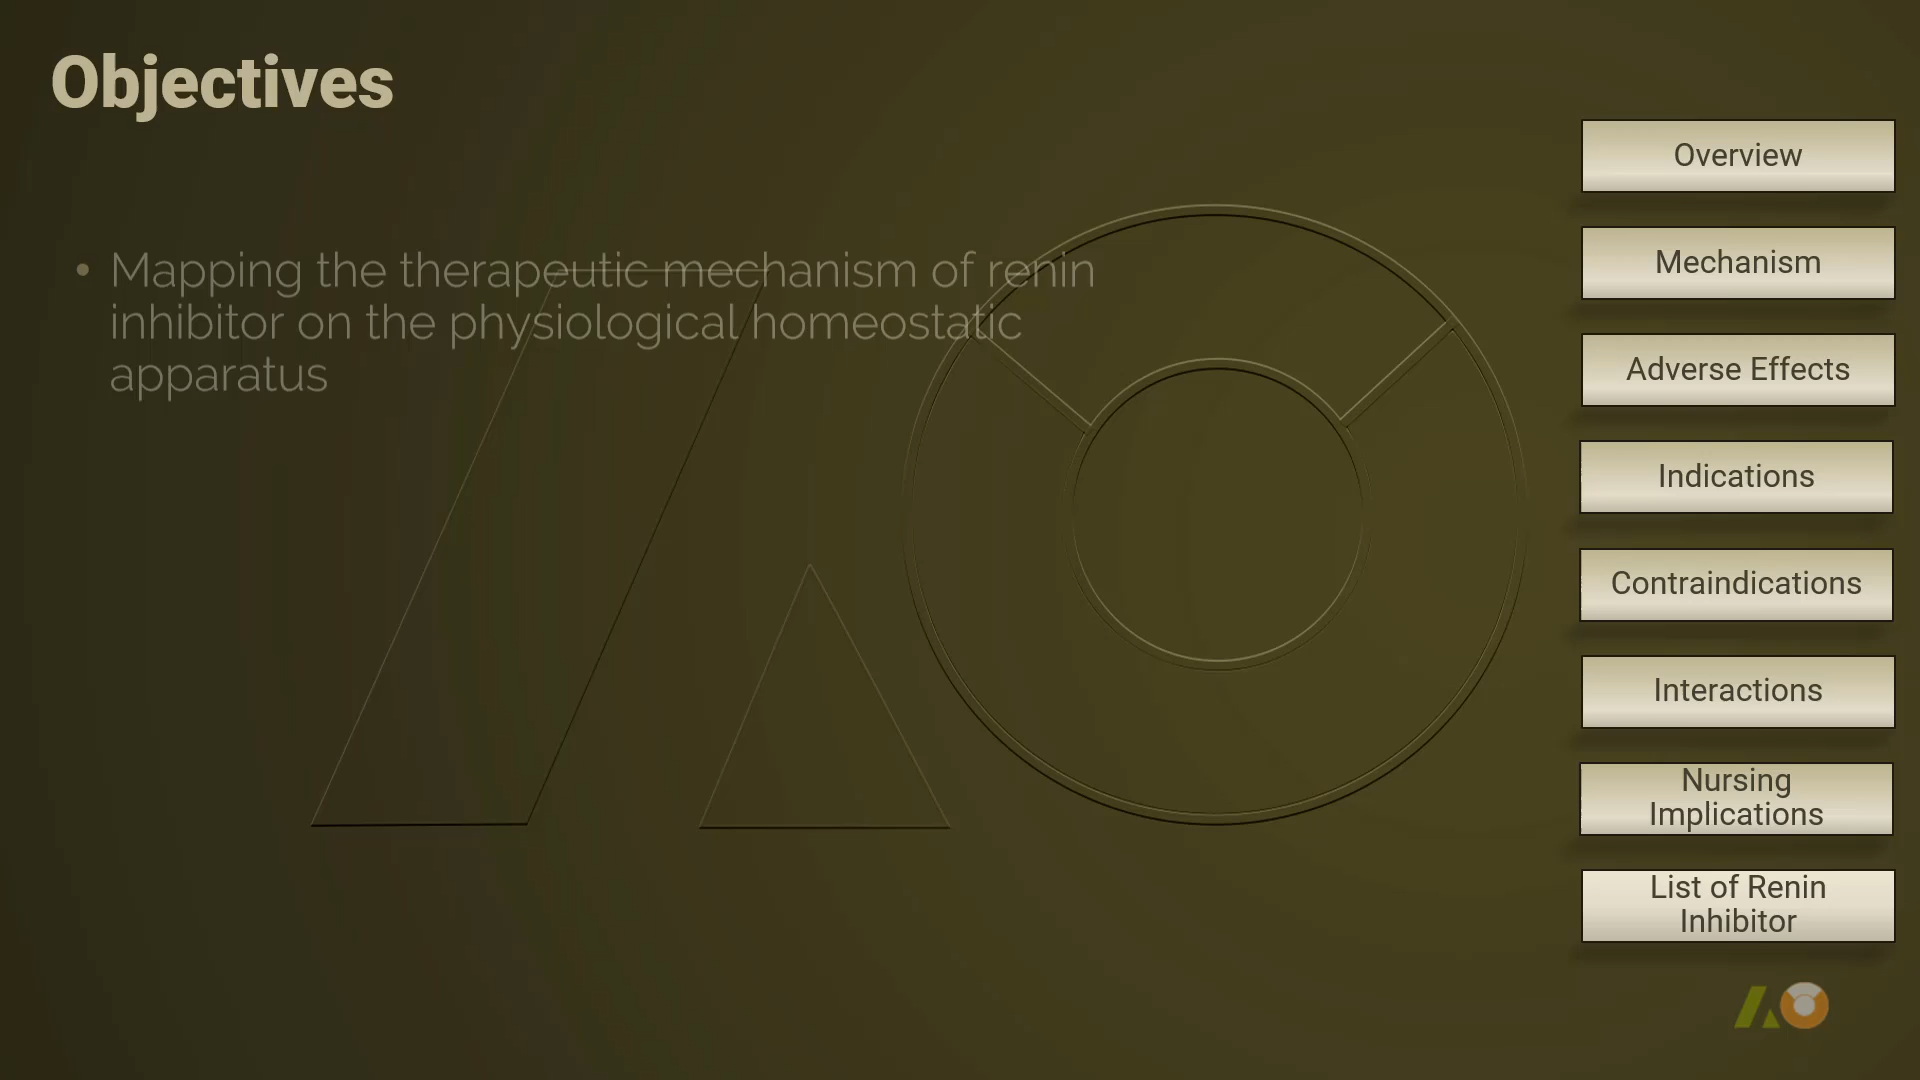 Objectives
• Mapping the therapeutic mechanism of renin
inhibitor on the physiological homeostatic
apparatus
Overview
Mechanism
Adverse Effects
Indications
Contraindications
Interactions
Nursing
Implications
List of Renin
Inhibitor